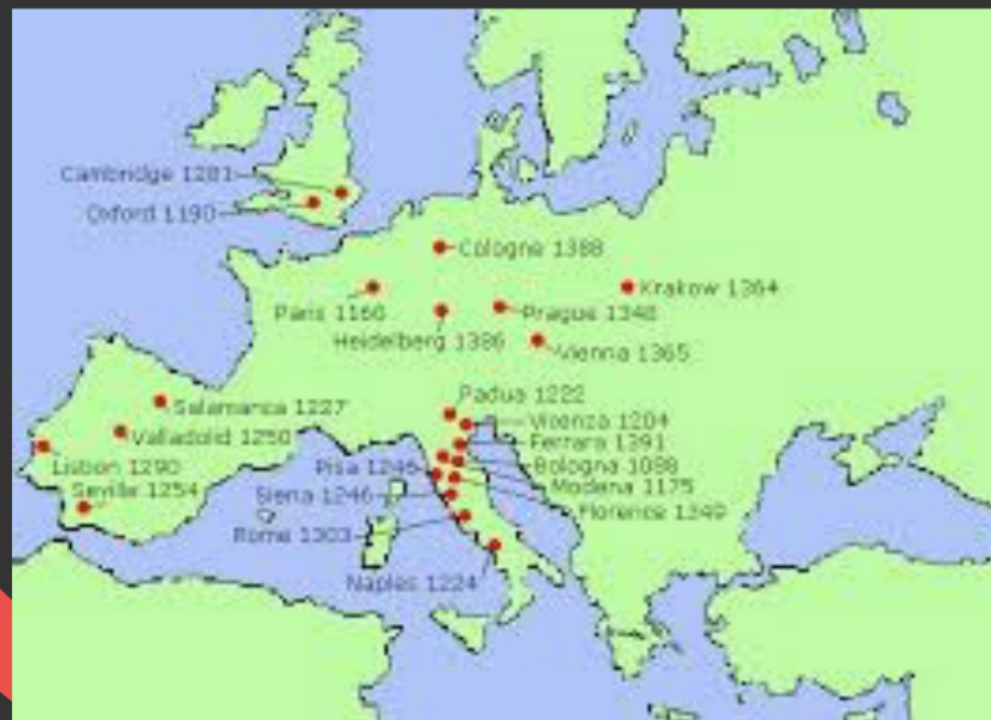 Cambridge 1281
Oxford 1190
Cologne 1388
Krakow 1364
Paris 1160
Prague 1348
Heidelberg 1386
Vienna 1365
Padua 1222
Salamanca 1227
Vicenza 1204
Valladolid 1250
Ferrara 1391
Lisbon 1290
Pisa 1246
Bologna 1088
Seville 1254
Modena 1175
Siena 1246
Florence 1349
Rome 1303
Naples 1224